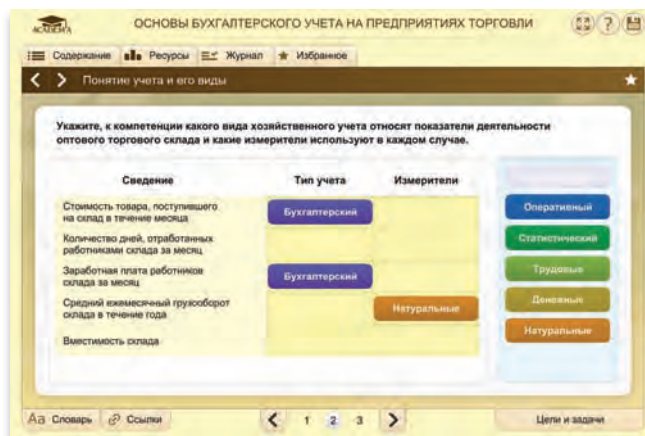 ACADEMIA
ОСНОВЫ БУХГАЛТЕРСКОГО УЧЕТА НА ПРЕДПРИЯТИЯХ ТОРГОВЛИ
?
Содержание Ресурсы Журнал Избранное
Понятие учета и его виды
Укажите, к компетенции какого вида хозяйственного учета относят показатели деятельности
оптового торгового склада и какие измерители используют в каждом случае.
Сведение Тип учета Измерители
Стоимость товара, поступившего
на склад в течение месяца
Бухгалтерский
Количество дней, отработанных
работниками склада за месяц
Заработная плата работников
склада за месяц
Бухгалтерский
Средний ежемесячный грузооборот
склада в течение года
Натуральные
Вместимость склада
Оперативный
Статистический
Трудовые
Денежные
Натуральные
Аа Словарь Ссылки 1 2 3 Цели и задачи